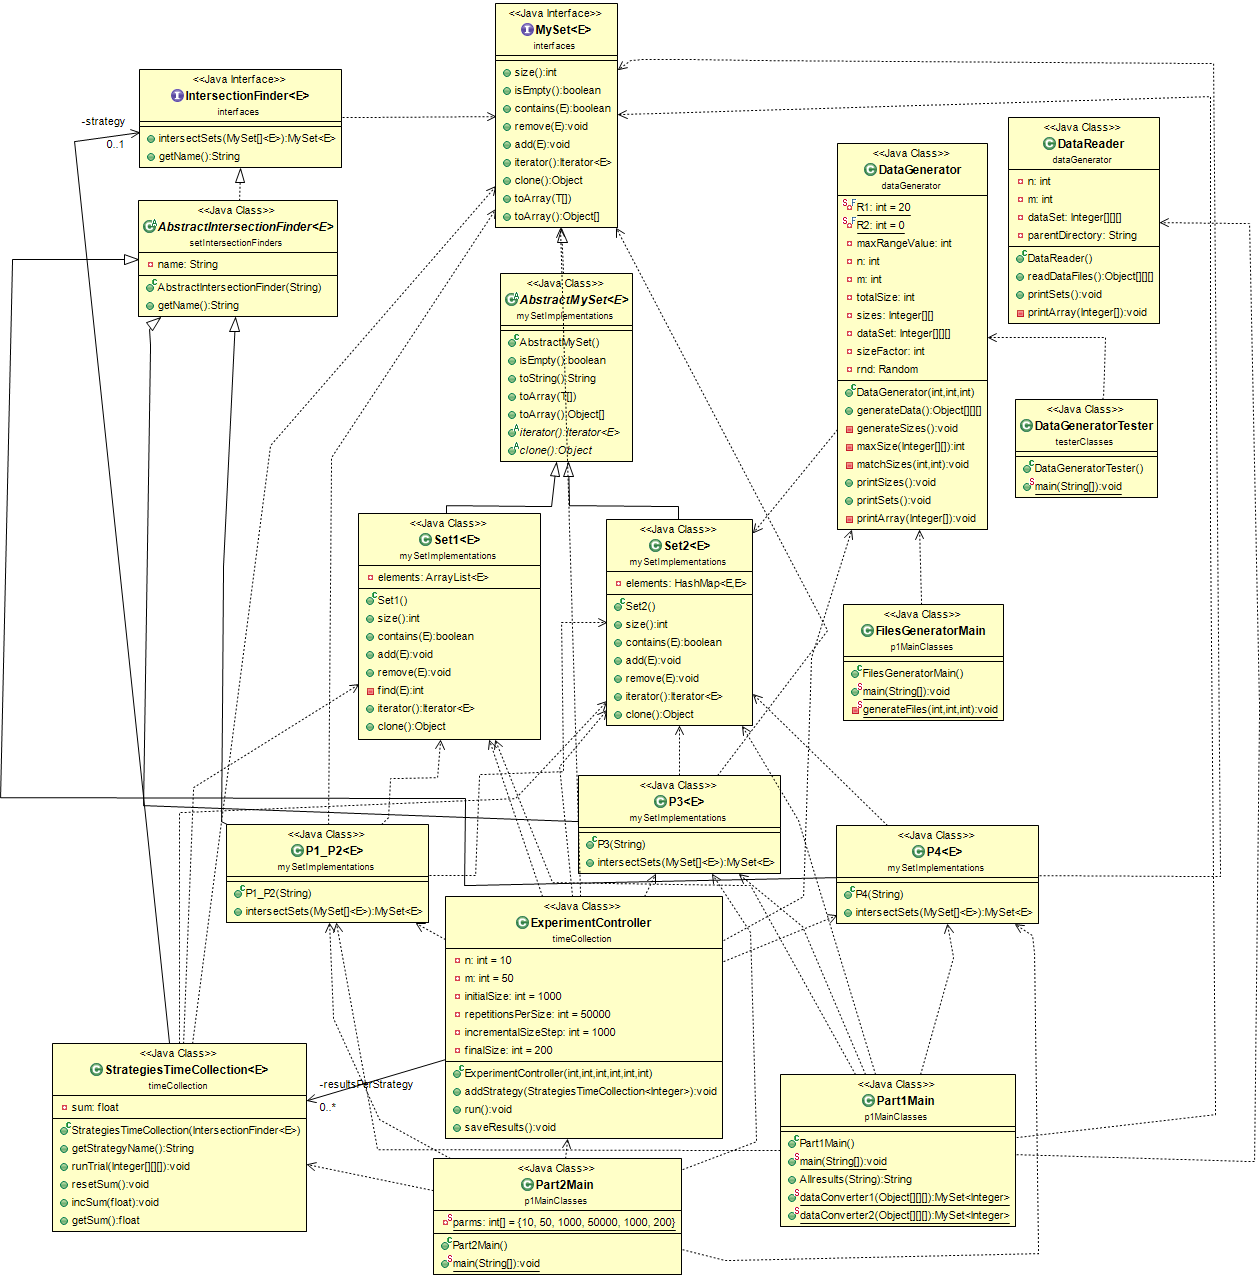 <<Java Interface>>
MySet<E>
interfaces
size():int
isEmpty():boolean
contains(E):boolean
remove(E):void
add(E):void
iterator():Iterator<E>
clone():Object
toArray(T[])
toArray():Object[]
<<Java Interface>>
IntersectionFinder<E>
interfaces
intersectSets(MySet[]<E>):MySet<E>
getName():String
-strategy
0..1
<<Java Class>>
AbstractIntersectionFinder<E>
setIntersectionFinders
name: String
AbstractIntersectionFinder(String)
getName():String
<<Java Class>>
AbstractMySet<E>
mySetImplementations
AbstractMySet()
isEmpty():boolean
toString():String
toArray(T[])
toArray():Object[]
iterator():Iterator<E>
clone():Object
<<Java Class>>
DataGenerator
dataGenerator
R1: int = 20
R2: int = 0
maxRangeValue: int
n: int
m: int
totalSize: int
sizes: Integer[][]
dataSet: Integer[][][]
sizeFactor: int
rnd: Random
DataGenerator(int,int,int)
generateData():Object[][][]
generateSizes():void
maxSize(Integer[][]):int
matchSizes(int,int):void
printSizes():void
printSets():void
printArray(Integer[]):void
<<Java Class>>
DataReader
dataGenerator
n: int
m: int
dataSet: Integer[][][]
parentDirectory: String
DataReader()
readDataFiles():Object[][][]
printSets():void
printArray(Integer[]):void
<<Java Class>>
DataGeneratorTester
testerClasses
DataGeneratorTester()
main(String[]):void
<<Java Class>>
Set1<E>
mySetImplementations
elements: ArrayList<E>
Set1()
size():int
contains(E):boolean
add(E):void
remove(E):void
find(E):int
iterator():Iterator<E>
clone():Object
<<Java Class>>
Set2<E>
mySetImplementations
elements: HashMap<E,E>
Set2()
size():int
contains(E):boolean
add(E):void
remove(E):void
iterator():Iterator<E>
clone():Object
<<Java Class>>
FilesGeneratorMain
p1MainClasses
FilesGeneratorMain()
main(String[]):void
generateFiles(int,int,int):void
<<Java Class>>
P1_P2<E>
mySetImplementations
P1_P2(String)
intersectSets(MySet[]<E>):MySet<E>
<<Java Class>>
P3<E>
mySetImplementations
P3(String)
intersectSets(MySet[]<E>):MySet<E>
<<Java Class>>
P4<E>
mySetImplementations
P4(String)
intersectSets(MySet[]<E>):MySet<E>
<<Java Class>>
ExperimentController
timeCollection
n: int = 10
m: int = 50
initialSize: int = 1000
repetitionsPerSize: int = 50000
incrementalSizeStep: int = 1000
finalSize: int = 200
ExperimentController(int,int,int,int,int,int)
addStrategy(StrategiesTimeCollection<Integer>):void
run():void
saveResults():void
-resultsPerStrategy
0..*
<<Java Class>>
StrategiesTimeCollection<E>
timeCollection
sum: float
StrategiesTimeCollection(IntersectionFinder<E>)
getStrategyName():String
runTrial(Integer[][][]):void
resetSum():void
incSum(float):void
getSum():float
<<Java Class>>
Part2Main
p1MainClasses
parms: int[] = {10, 50, 1000, 50000, 1000, 200}
Part2Main()
main(String[]):void
<<Java Class>>
Part1Main
p1MainClasses
Part1Main()
main(String[]):void
Allresults(String):String
dataConverter1(Object[][][]):MySet<Integer>
dataConverter2(Object[][][]):MySet<Integer>